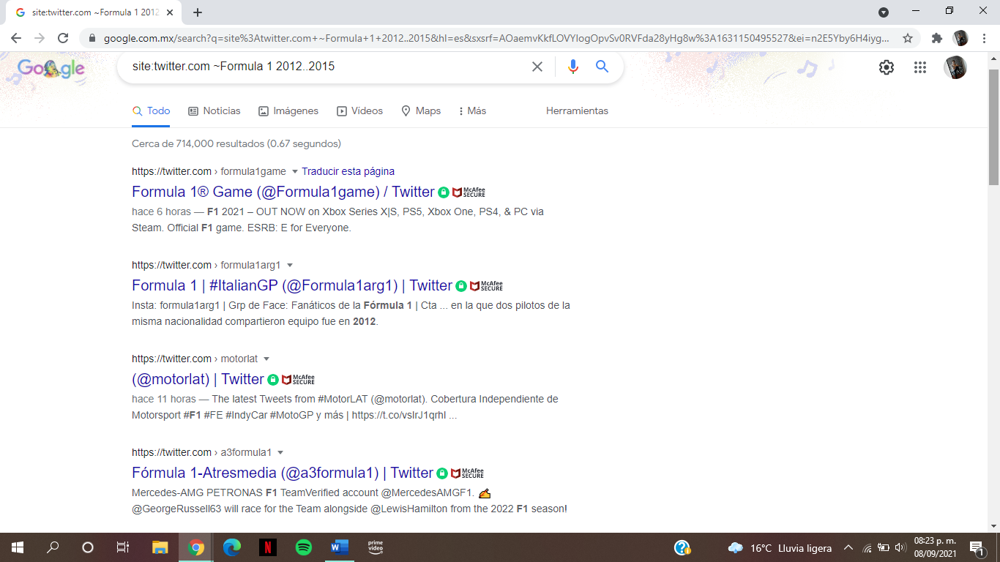 site:twitter.com ~Formula 1 2012
google.com.mx/search?q=site%3Atwitter.com+~Formula+1+2012..2015&hl=es&sxsrf=AOaemvKkfLOVYIogOpvSv0RVFda28yHg8w%3A1631150495527&ei=n2E5Yby6H4iyg...
Google
site:twitter.com ~Formula 1 2012..2015
Todo Noticias Imágenes Vídeos Maps Más Herramientas
Cerca de 714,000 resultados (0.67 segundos)
https://twitter.com › formula1game Traducir esta página
Formula 1® Game (@Formula1game) / Twitter McAfee SECURE
hace 6 horas — F1 2021 – OUT NOW on Xbox Series X|S, PS5, Xbox One, PS4, & PC via
Steam. Official F1 game. ESRB: E for Everyone.
https://twitter.com › formula1arg1
Formula 1 | #ItalianGP (@Formula1arg1) | Twitter McAfee SECURE
Insta: formula1arg1 | Grp de Face: Fanáticos de la Fórmula 1 | Cta ... en la que dos pilotos de la
misma nacionalidad compartieron equipo fue en 2012.
https://twitter.com › motorlat
(@motorlat) | Twitter McAfee SECURE
hace 11 horas — The latest Tweets from #MotorLAT (@motorlat). Cobertura Independiente de
Motorsport #F1 #FE #IndyCar #MotoGP y más | https://t.co/vsIrJ1qrhI ...
https://twitter.com › a3formula1
Fórmula 1-Atresmedia (@a3formula1) | Twitter McAfee SECURE
Mercedes-AMG PETRONAS F1 TeamVerified account @MercedesAMGF1. ✍
@GeorgeRussell63 will race for the Team alongside @LewisHamilton from the 2022 F1 season!
prime video
16°C Lluvia ligera
08:23 p. m.
08/09/2021
1